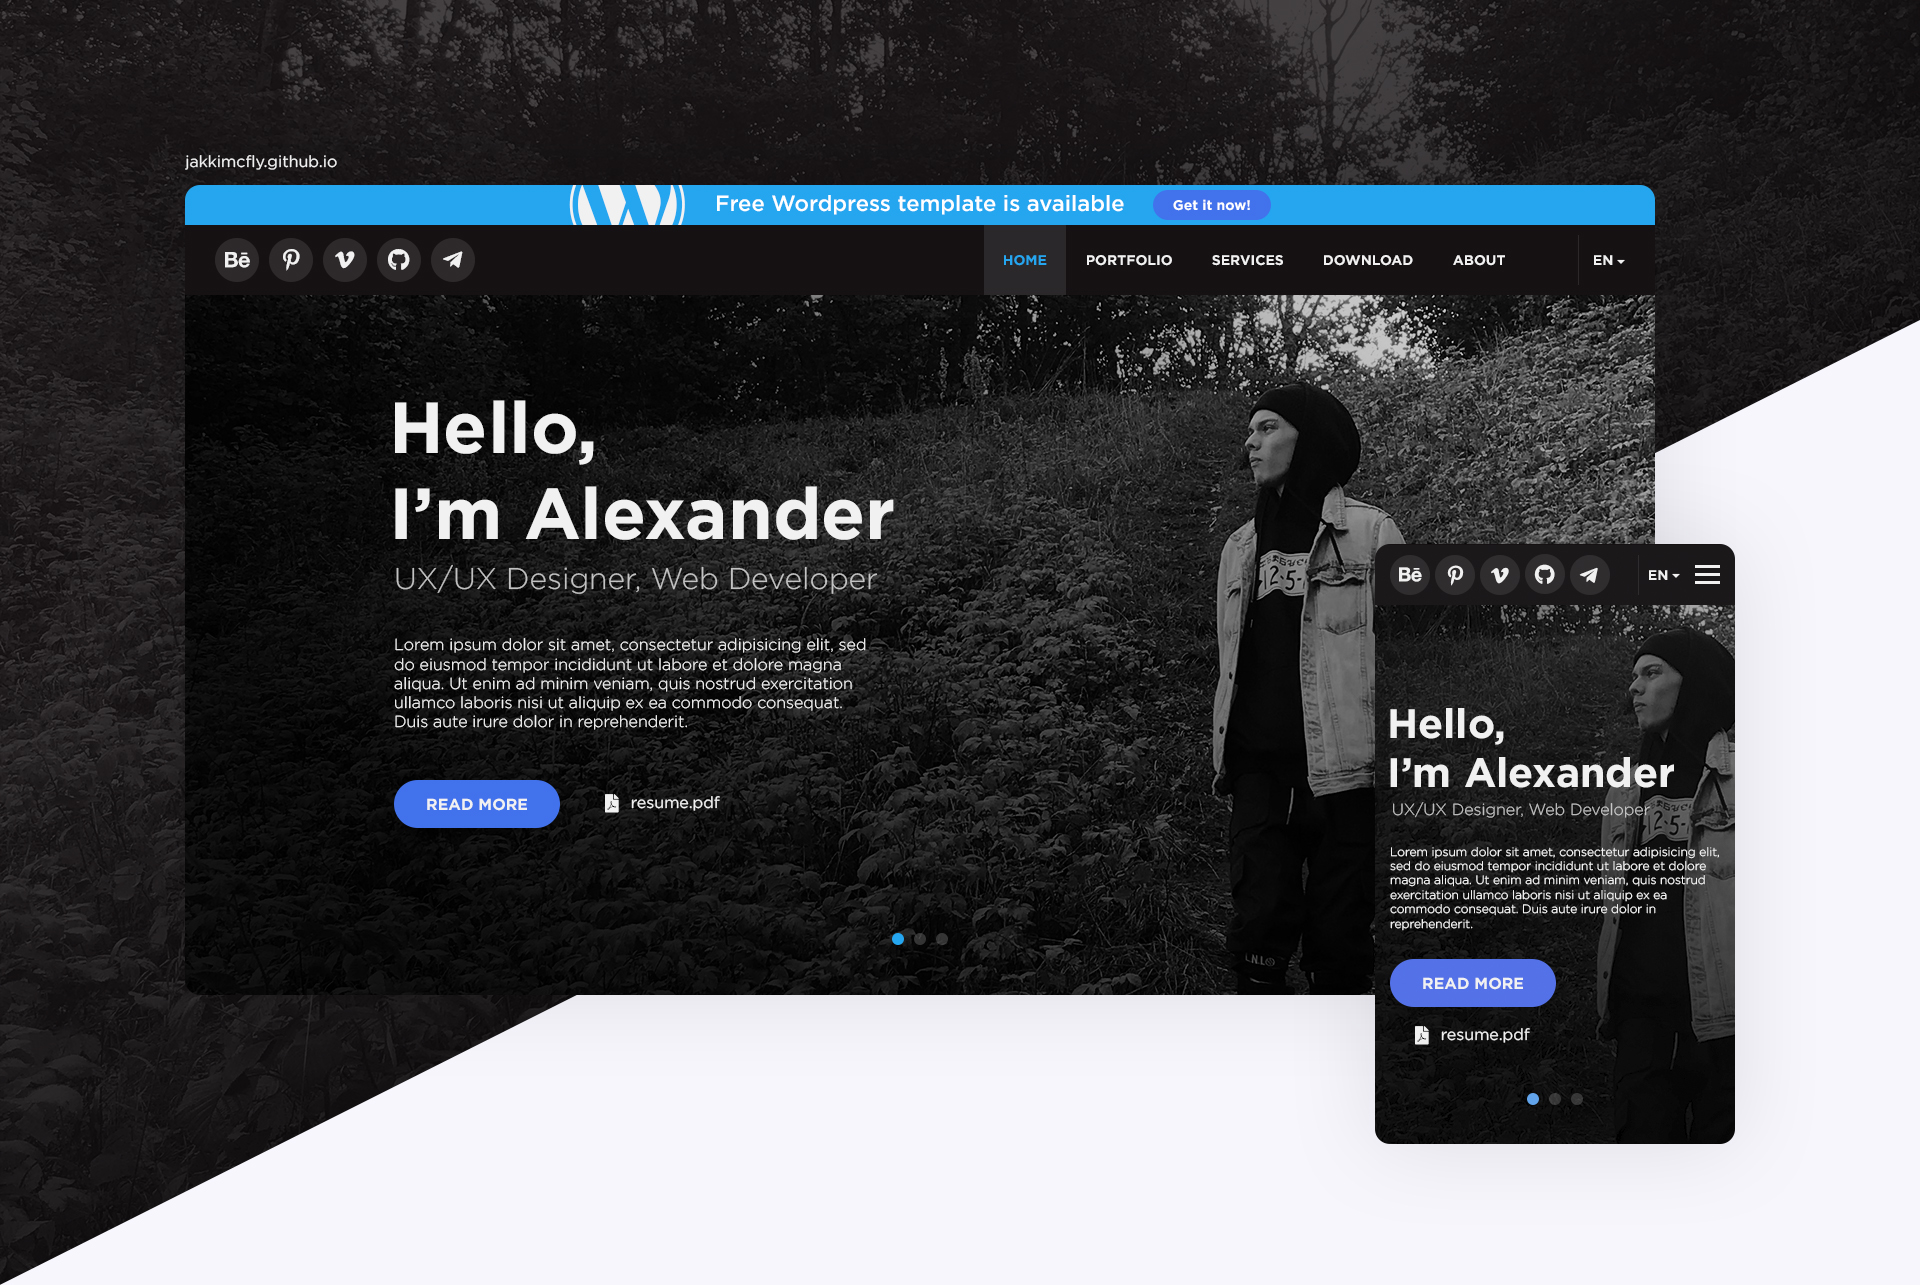 jakkimcfly.github.io
Free Wordpress template is available
Get it now!
Bē
HOME
PORTFOLIO
SERVICES
DOWNLOAD
ABOUT
EN
Hello,
I’m Alexander
UX/UX Designer, Web Developer
Lorem ipsum dolor sit amet, consectetur adipisicing elit, sed
do eiusmod tempor incididunt ut labore et dolore magna
aliqua. Ut enim ad minim veniam, quis nostrud exercitation
ullamco laboris nisi ut aliquip ex ea commodo consequat.
Duis aute irure dolor in reprehenderit.
READ MORE
resume.pdf
Bē
EN
Hello,
I’m Alexander
UX/UX Designer, Web Developer
Lorem ipsum dolor sit amet, consectetur adipisicing elit,
sed do eiusmod tempor incididunt ut labore et dolore
magna aliqua. Ut enim ad minim veniam, quis nostrud
exercitation ullamco laboris nisi ut aliquip ex ea
commodo consequat. Duis aute irure dolor in
reprehenderit.
READ MORE
resume.pdf